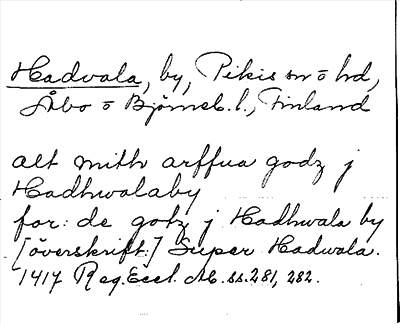 Hadvala, by, Pikis sn o hd,
Åbo o Björneb. l., Finland
alt mith arffua godz j
Hadhwalaby
for: de gotz j Hadhwala by
[överskrift:] Super Hadwala.
1417 Reg. Eccl. Ab. ss. 281, 282.